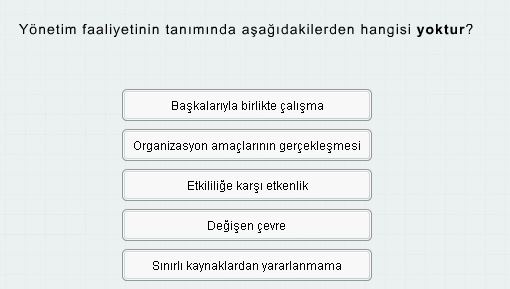 Yönetim faaliyetinin tanımında aşağıdakilerden hangisi yoktur?
Başkalarıyla birlikte çalışma
Organizasyon amaçlarının gerçekleşmesi
Etkililiğe karşı etkenlik
Değişen çevre
Sınırlı kaynaklardan yararlanmama